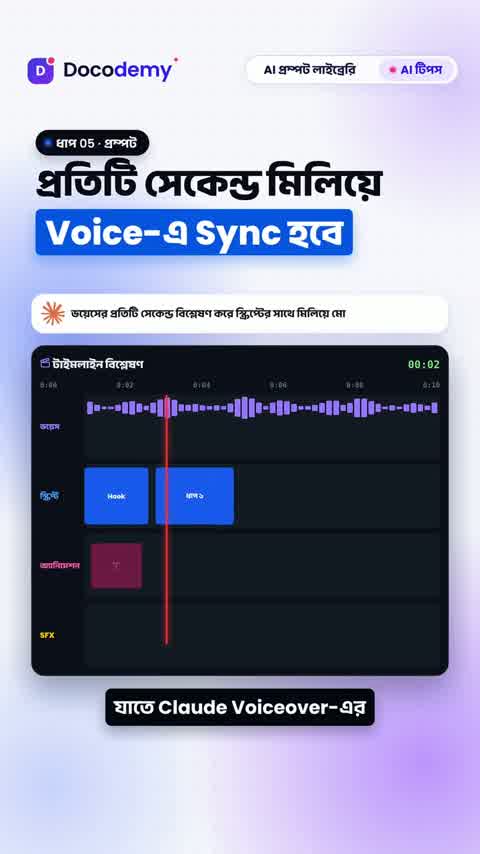 D Docodemy
AI প্রম্পট লাইব্রেরি
AI টিপস
ধাপ 05 · প্রম্পট
প্রতিটি সেকেন্ড মিলিয়ে
Voice-এ Sync হবে
ভয়েসের প্রতিটি সেকেন্ড বিশ্লেষণ করে স্ক্রিপ্টের সাথে মিলিয়ে মো
টাইমলাইন বিশ্লেষণ
00:02
0:00 0:02 0:04 0:06 0:08 0:10
ভয়েস
স্ক্রিপ্ট
Hook
ধাপ ১
অ্যানিমেশন
SFX
যাতে Claude Voiceover-এর